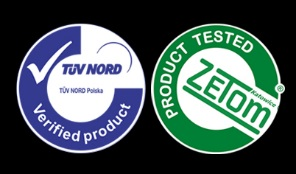 TÜV NORD
TÜV NORD Polska
Verified product
PRODUCT TESTED
ZETom
Katowice